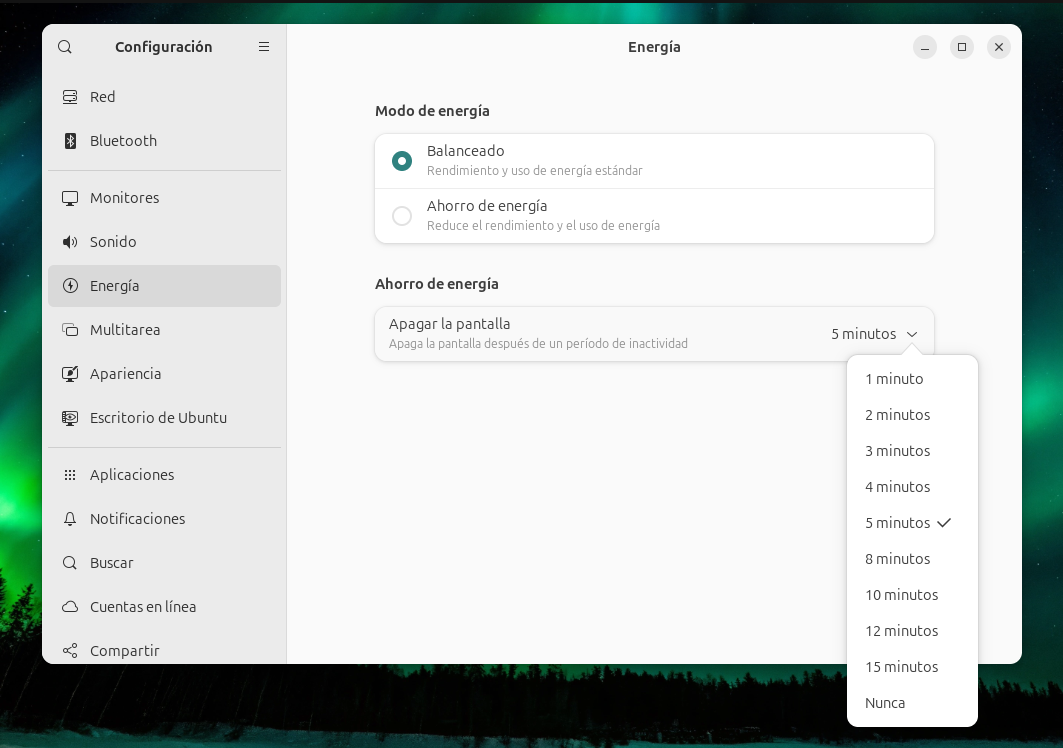 Configuración
Energía
Red
Bluetooth
Monitores
Sonido
Energía
Multitarea
Apariencia
Escritorio de Ubuntu
Aplicaciones
Notificaciones
Buscar
Cuentas en línea
Compartir
Modo de energía
Balanceado
Rendimiento y uso de energía estándar
Ahorro de energía
Reduce el rendimiento y el uso de energía
Ahorro de energía
Apagar la pantalla
Apaga la pantalla después de un período de inactividad
5 minutos
1 minuto
2 minutos
3 minutos
4 minutos
5 minutos
8 minutos
10 minutos
12 minutos
15 minutos
Nunca